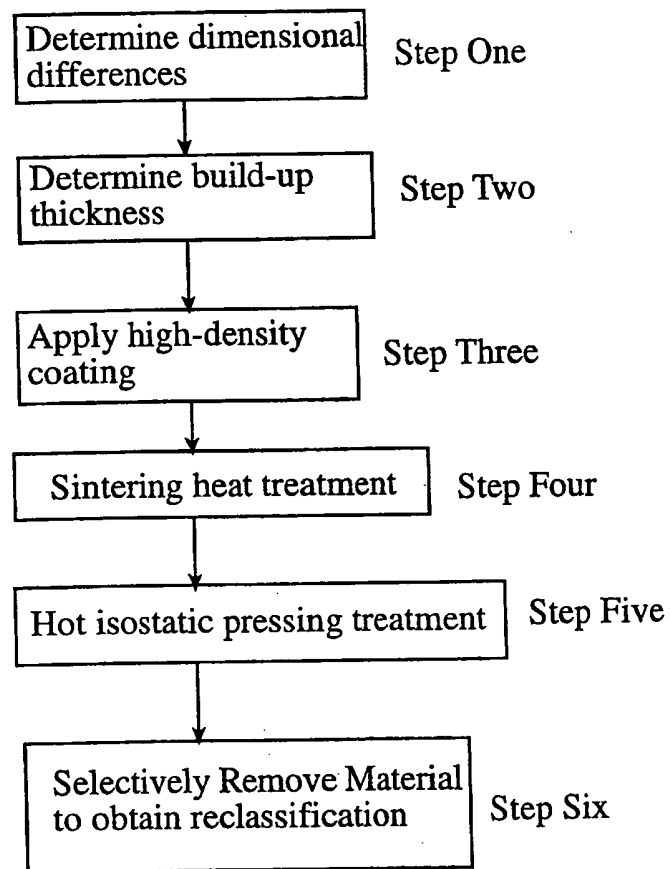 Determine dimensional
differences
Step One
Determine build-up
thickness
Step Two
Apply high-density
coating
Step Three
Sintering heat treatment
Step Four
Hot isostatic pressing treatment
Step Five
Selectively Remove Material
to obtain reclassification
Step Six